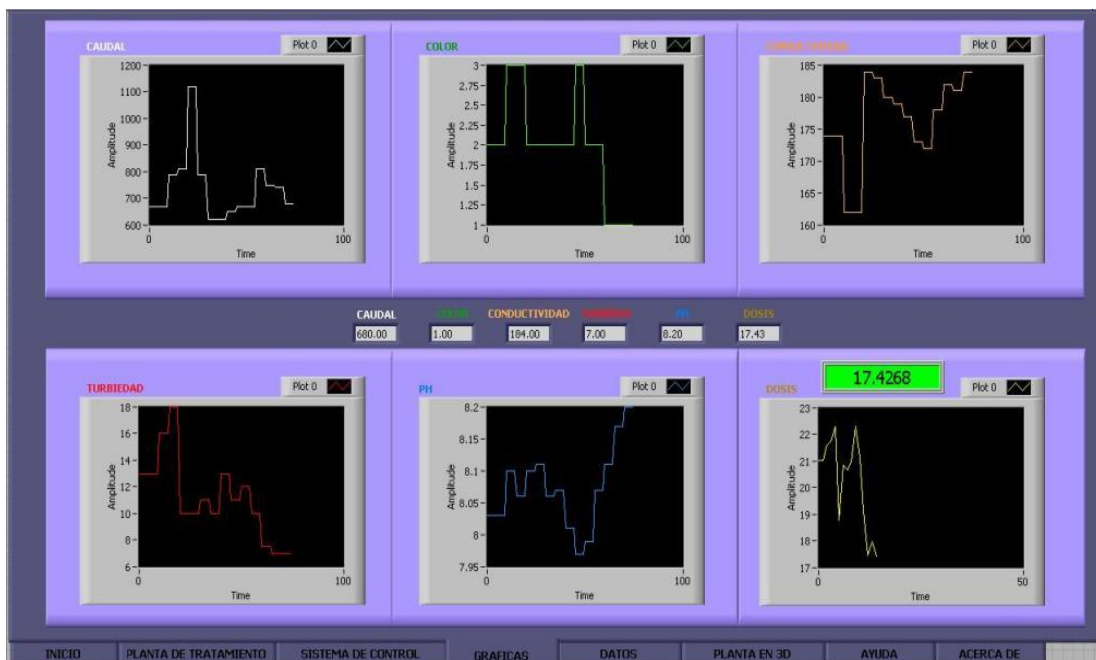 CAUDAL
Plot 0
1200
1100
1000
900
800
700
600
Amplitude
0
100
Time
COLOR
Plot 0
3
2.75
2.5
2.25
2
1.75
1.5
1.25
1
Amplitude
0
100
Time
CONDUCTIVIDAD
Plot 0
185
180
175
170
165
160
Amplitude
0
100
Time
CAUDAL
COLOR
CONDUCTIVIDAD
TURBIEDAD
PH
DOSIS
680.00
1.00
184.00
7.00
8.20
17.43
TURBIEDAD
Plot 0
18
16
14
12
10
8
6
Amplitude
0
100
Time
PH
Plot 0
8.2
8.15
8.1
8.05
8
7.95
Amplitude
0
100
Time
DOSIS
17.4268
Plot 0
23
22
21
20
19
18
17
Amplitude
0
50
Time
INICIO
PLANTA DE TRATAMIENTO
SISTEMA DE CONTROL
GRAFICAS
DATOS
PLANTA EN 3D
AYUDA
ACERCA DE